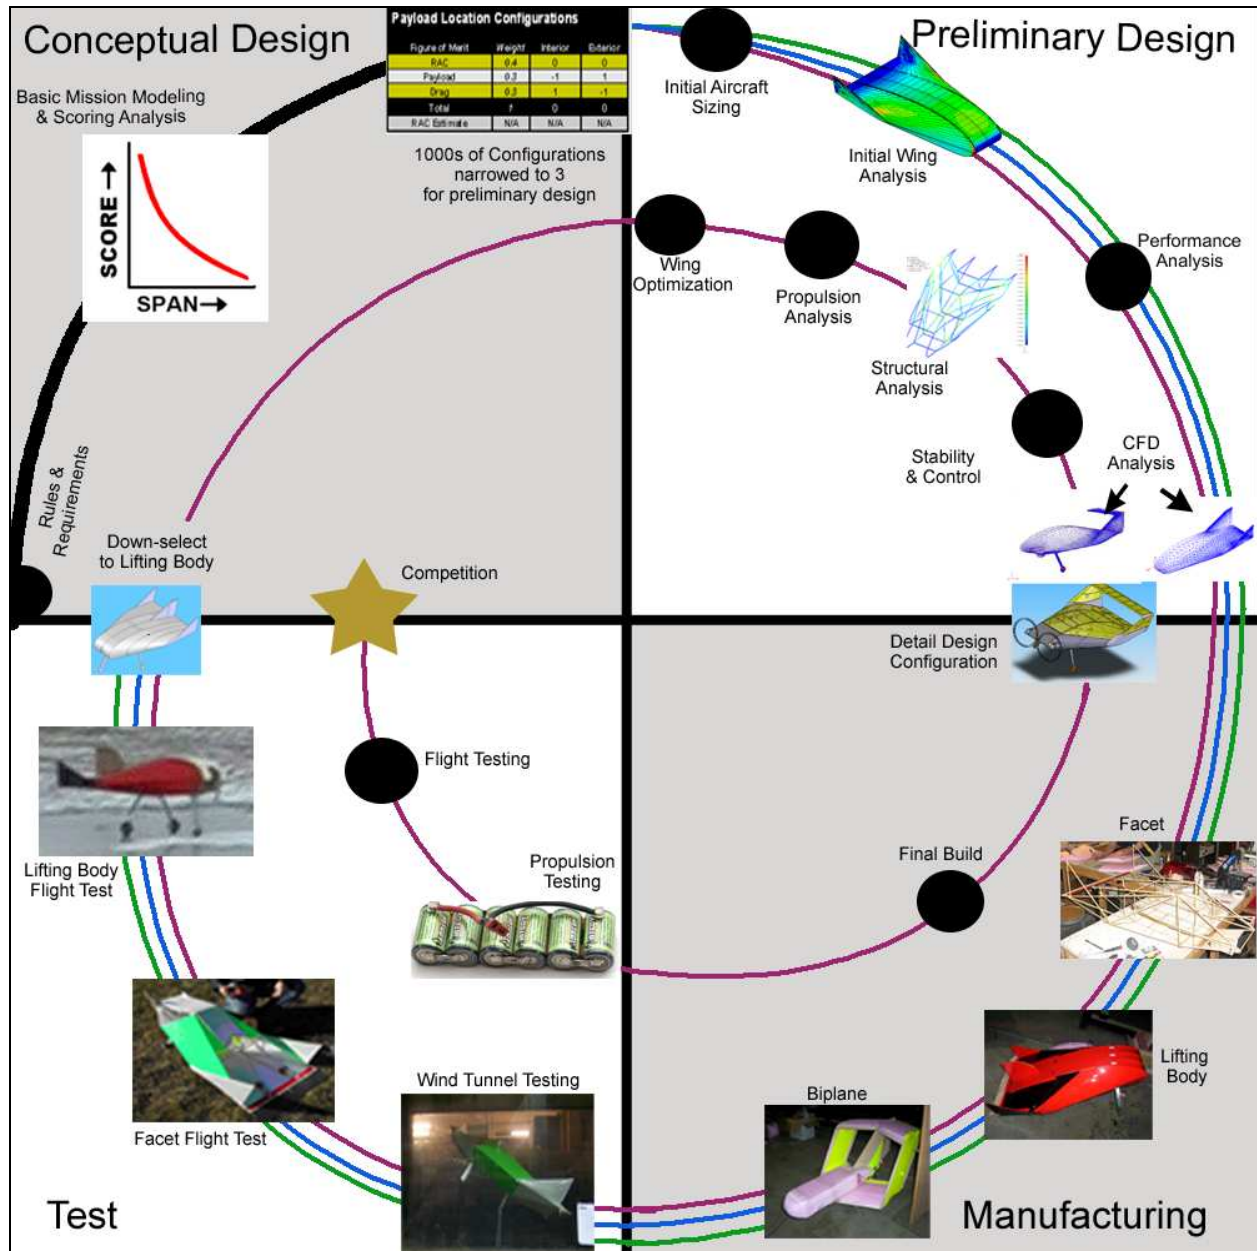 Conceptual Design
Basic Mission Modeling
& Scoring Analysis
SCORE →
SPAN →
Payload Location Configurations
Figure of Merit Weight Interior Exterior
RAC 0.4 0 0
Payload 0.3 -1 1
Drag 0.3 1 -1
Total 1 0 0
RAC Estimate N/A N/A N/A
1000s of Configurations
narrowed to 3
for preliminary design
Rules &
Requirements
Down-select
to Lifting Body
Competition
Preliminary Design
Initial Aircraft
Sizing
Initial Wing
Analysis
Performance
Analysis
Wing
Optimization
Propulsion
Analysis
Structural
Analysis
Stability
& Control
CFD
Analysis
Detail Design
Configuration
Facet
Final Build
Lifting
Body
Biplane
Manufacturing
Flight Testing
Propulsion
Testing
Lifting Body
Flight Test
Facet Flight Test
Wind Tunnel Testing
Test